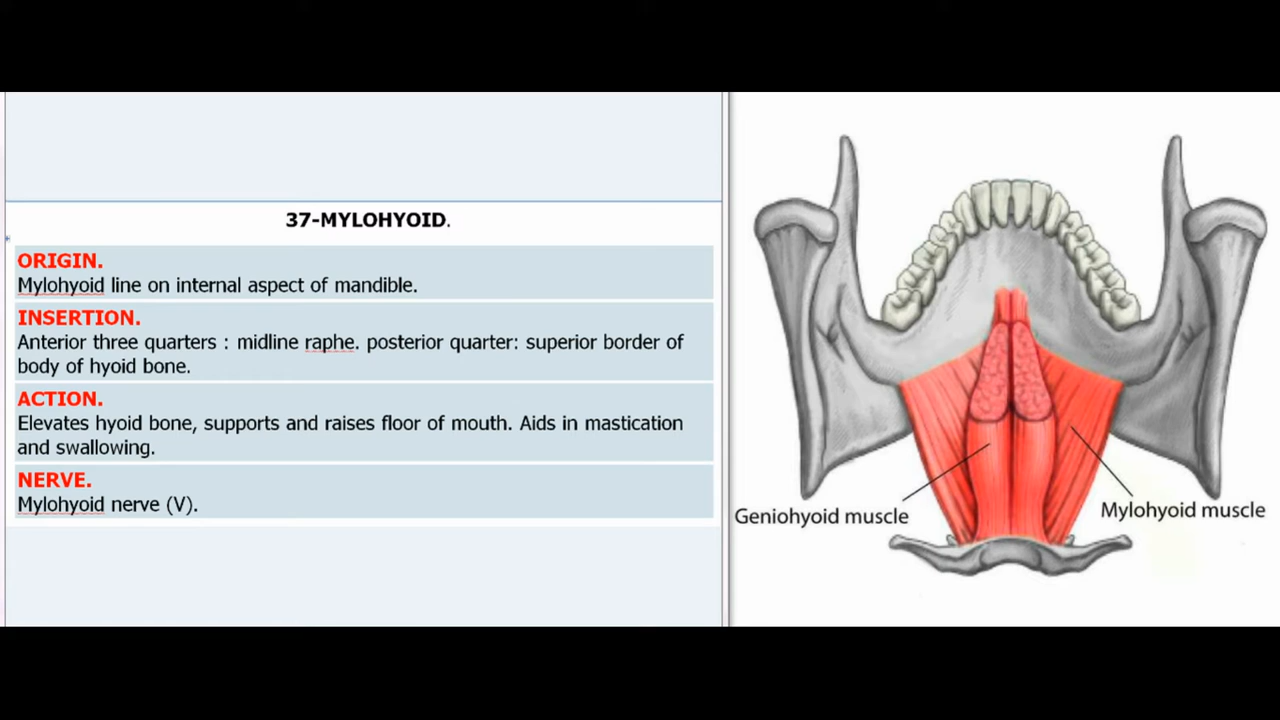 37-MYLOHYOID.
ORIGIN.
Mylohyoid line on internal aspect of mandible.
INSERTION.
Anterior three quarters : midline raphe. posterior quarter: superior border of
body of hyoid bone.
ACTION.
Elevates hyoid bone, supports and raises floor of mouth. Aids in mastication
and swallowing.
NERVE.
Mylohyoid nerve (V).
Geniohyoid muscle
Mylohyoid muscle